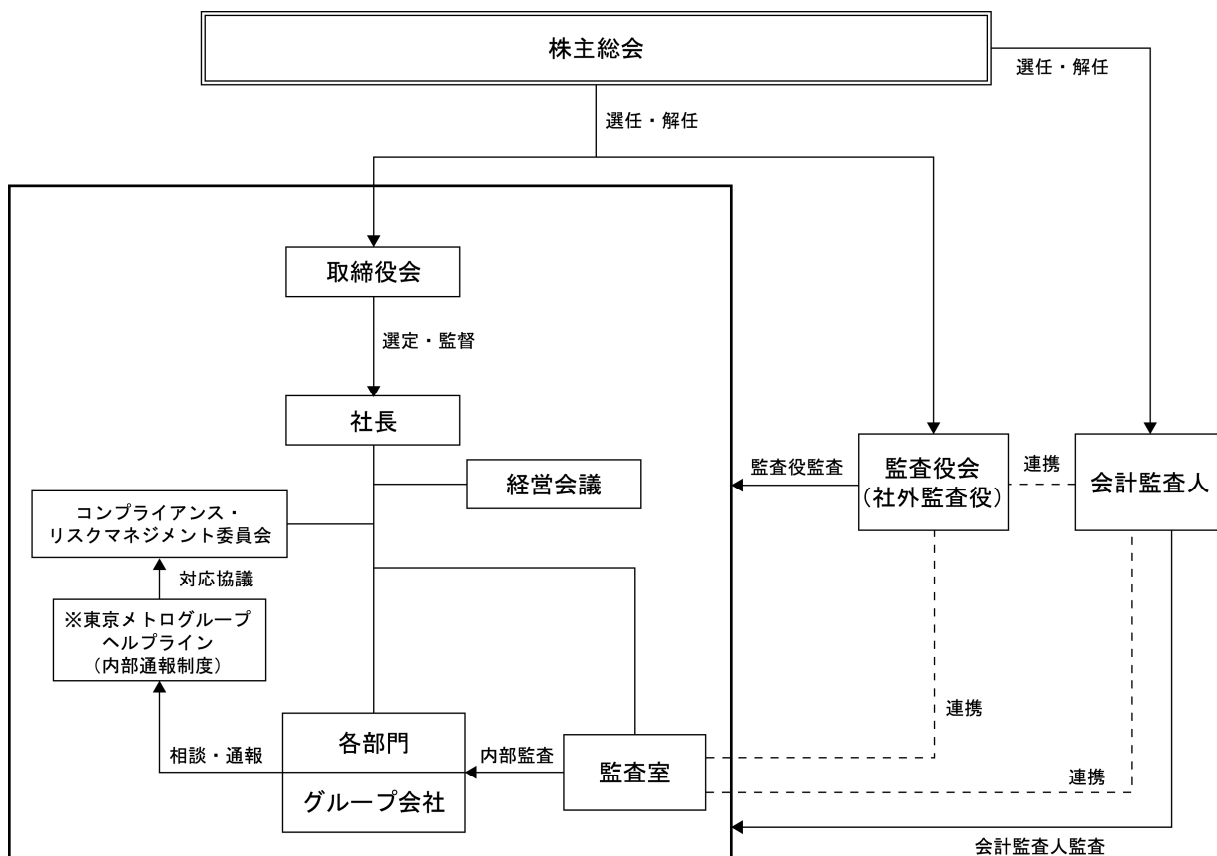 株主総会
選任・解任
選任・解任
取締役会
選定・監督
社長
経営会議
監査役監査
監査役会
（社外監査役）
連携
会計監査人
コンプライアンス・
リスクマネジメント委員会
対応協議
※東京メトログループ
ヘルプライン
（内部通報制度）
相談・通報
各部門
グループ会社
内部監査
監査室
連携
連携
会計監査人監査